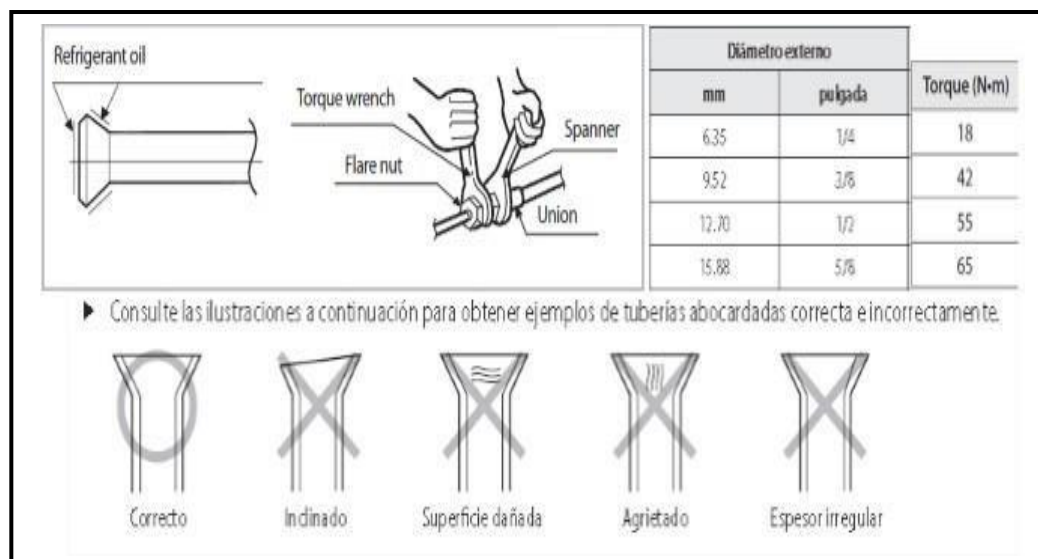 Refrigerant oil
Torque wrench
Flare nut
Spanner
Union
Diámetro externo
mm pulgada Torque (N•m)
6.35 1/4 18
9.52 3/8 42
12.70 1/2 55
15.88 5/8 65
▶ Consulte las ilustraciones a continuación para obtener ejemplos de tuberías abocardadas correcta e incorrectamente.
Correcto Inclinado Superficie dañada Agrietado Espesor irregular